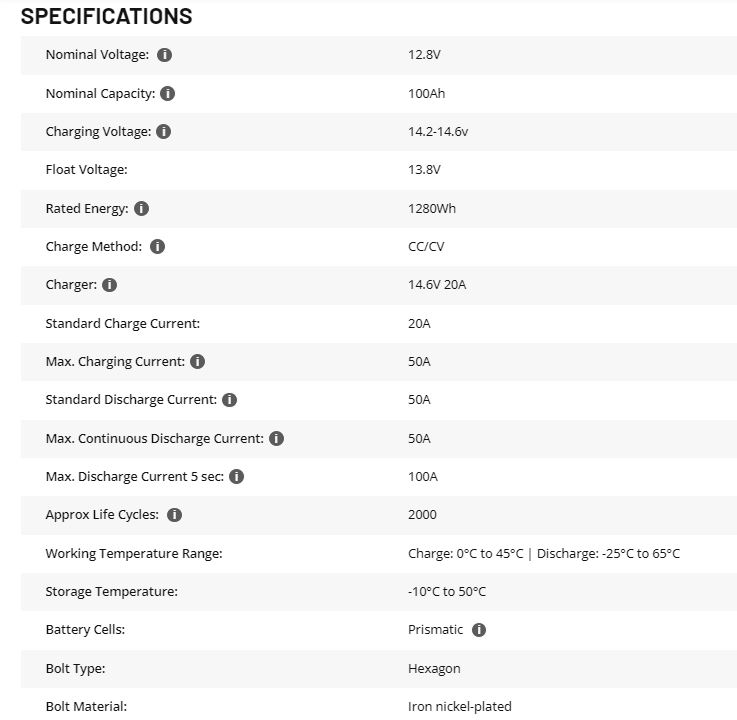 SPECIFICATIONS
Nominal Voltage: i 12.8V
Nominal Capacity: i 100Ah
Charging Voltage: i 14.2-14.6v
Float Voltage: 13.8V
Rated Energy: i 1280Wh
Charge Method: i CC/CV
Charger: i 14.6V 20A
Standard Charge Current: 20A
Max. Charging Current: i 50A
Standard Discharge Current: i 50A
Max. Continuous Discharge Current: i 50A
Max. Discharge Current 5 sec: i 100A
Approx Life Cycles: i 2000
Working Temperature Range: Charge: 0°C to 45°C | Discharge: -25°C to 65°C
Storage Temperature: -10°C to 50°C
Battery Cells: Prismatic i
Bolt Type: Hexagon
Bolt Material: Iron nickel-plated